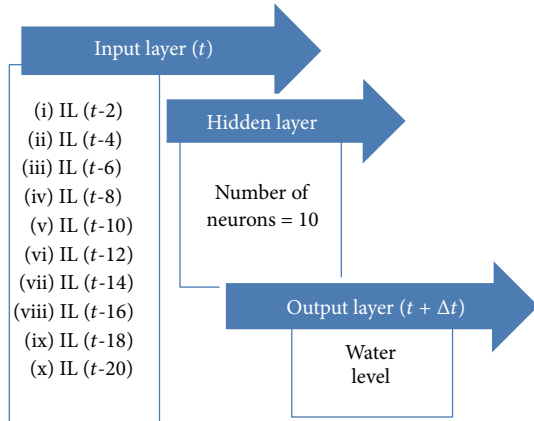 Input layer (t)
(i) IL (t-2)
(ii) IL (t-4)
(iii) IL (t-6)
(iv) IL (t-8)
(v) IL (t-10)
(vi) IL (t-12)
(vii) IL (t-14)
(viii) IL (t-16)
(ix) IL (t-18)
(x) IL (t-20)
Hidden layer
Number of
neurons = 10
Output layer (t + Δt)
Water
level